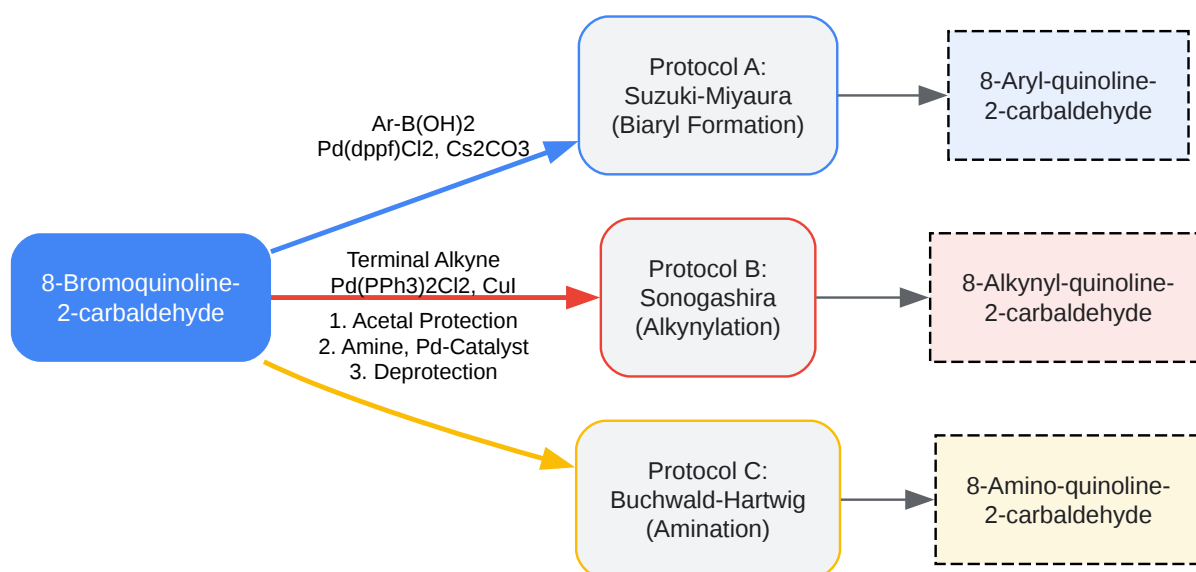 8-Bromoquinoline-
2-carbaldehyde
Ar-B(OH)2
Pd(dppf)Cl2, Cs2CO3
Protocol A:
Suzuki-Miyaura
(Biaryl Formation)
8-Aryl-quinoline-
2-carbaldehyde
Terminal Alkyne
Pd(PPh3)2Cl2, CuI
Protocol B:
Sonogashira
(Alkynylation)
8-Alkynyl-quinoline-
2-carbaldehyde
1. Acetal Protection
2. Amine, Pd-Catalyst
3. Deprotection
Protocol C:
Buchwald-Hartwig
(Amination)
8-Amino-quinoline-
2-carbaldehyde